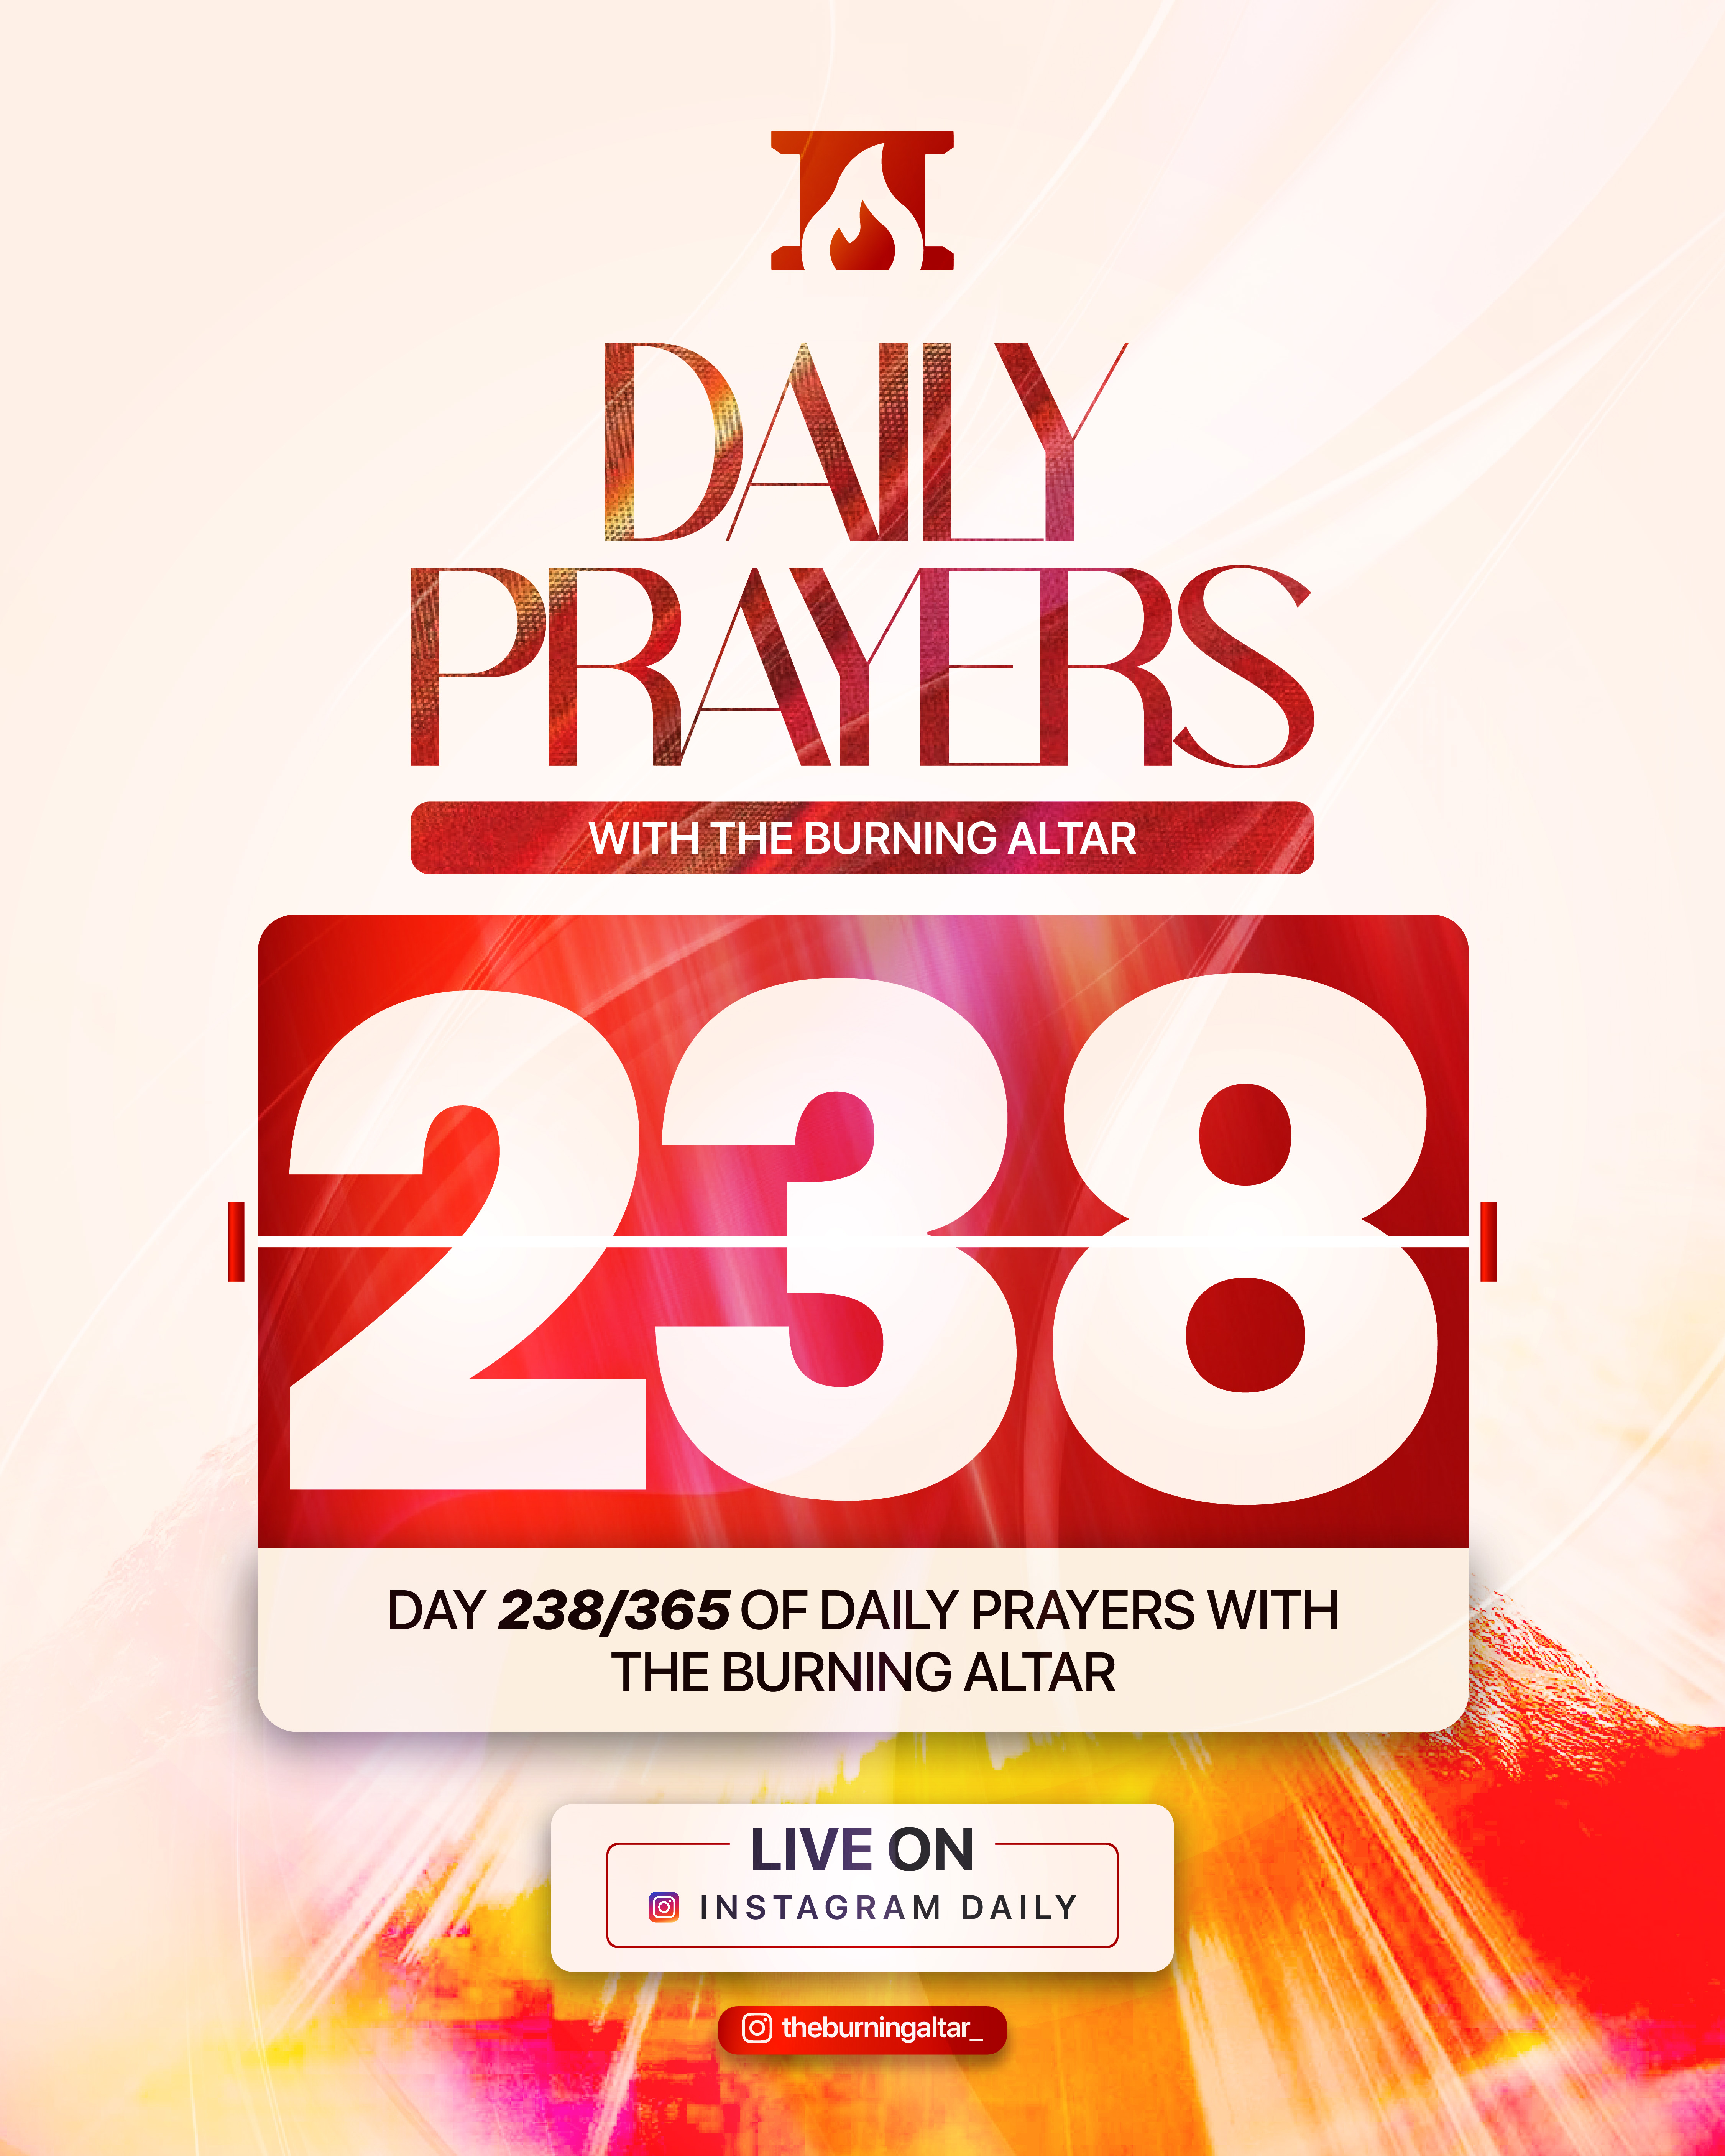 DAILY
PRAYERS
WITH THE BURNING ALTAR
238
DAY 238/365 OF DAILY PRAYERS WITH
THE BURNING ALTAR
LIVE ON
INSTAGRAM DAILY
theburningaltar_